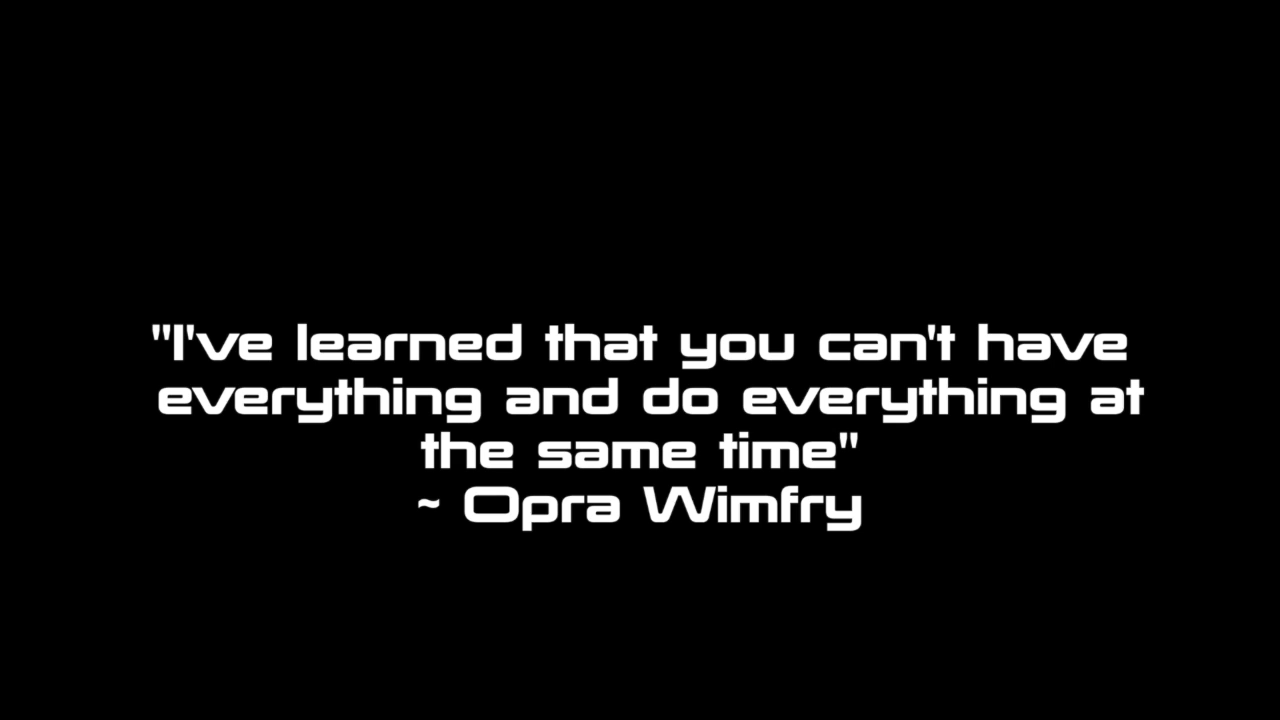 "I've learned that you can't have
everything and do everything at
the same time"
~ Opra Wimfry